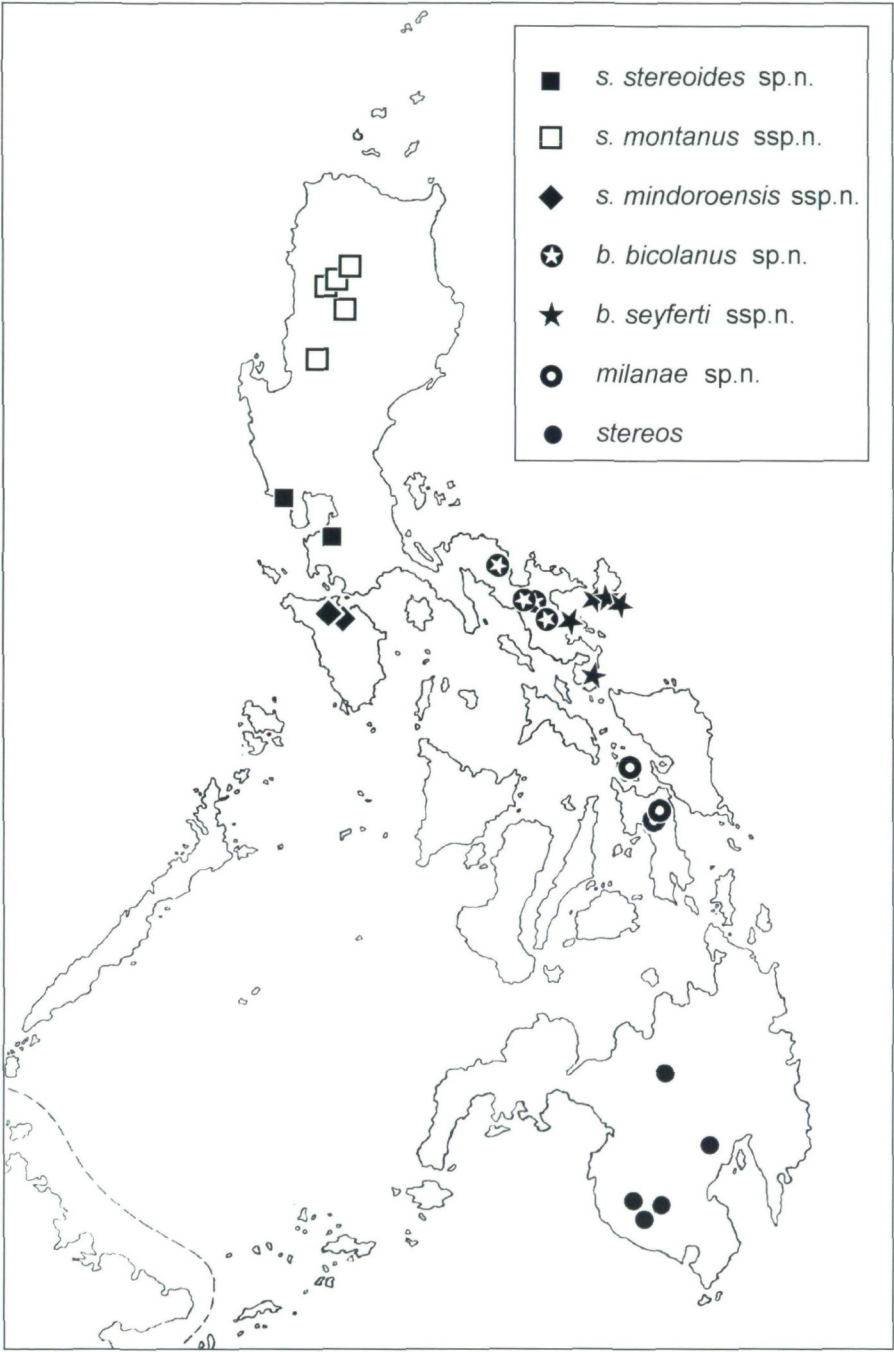 s. stereoides sp.n.
s. montanus ssp.n.
s. mindoroensis ssp.n.
b. bicolanus sp.n.
b. seyferti ssp.n.
milanae sp.n.
stereos